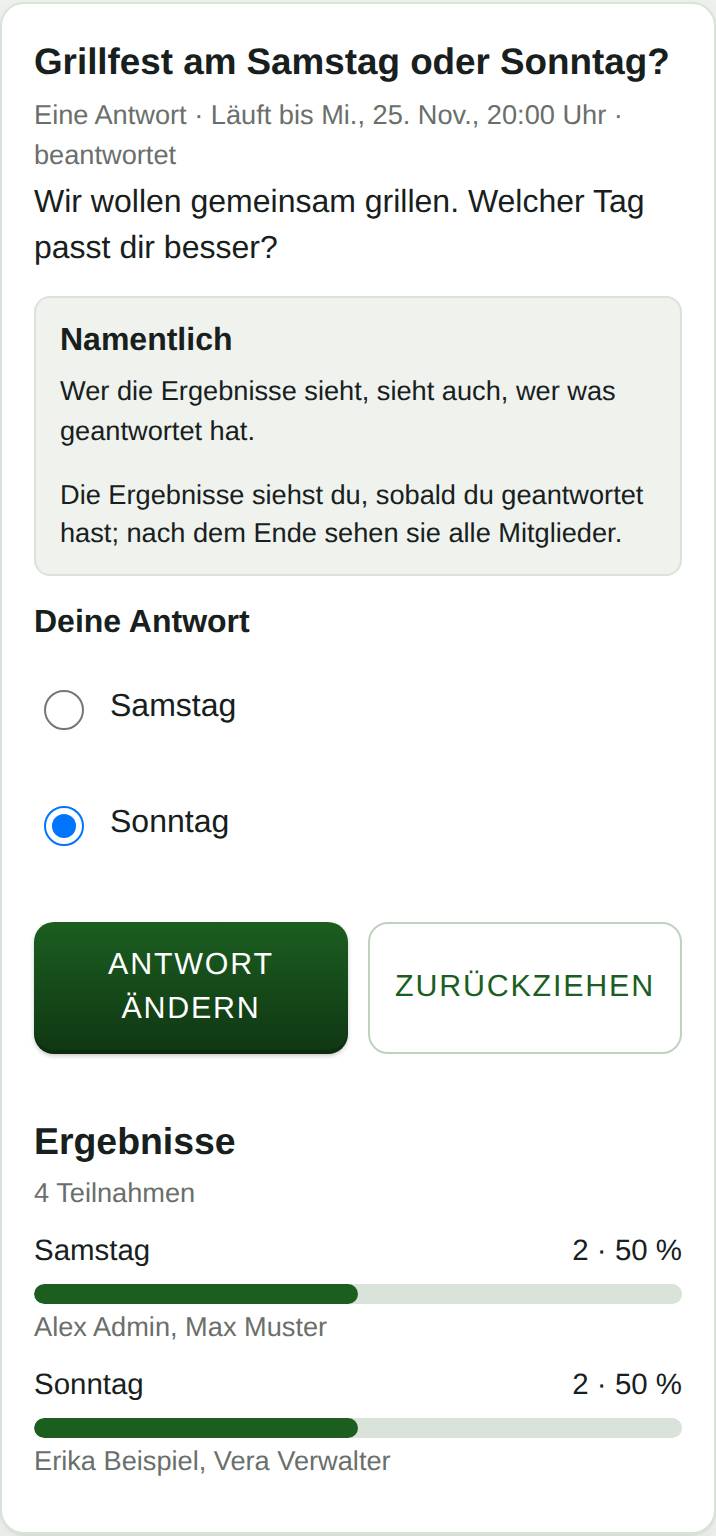 Grillfest am Samstag oder Sonntag?
Eine Antwort · Läuft bis Mi., 25. Nov., 20:00 Uhr ·
beantwortet
Wir wollen gemeinsam grillen. Welcher Tag
passt dir besser?
Namentlich
Wer die Ergebnisse sieht, sieht auch, wer was
geantwortet hat.
Die Ergebnisse siehst du, sobald du geantwortet
hast; nach dem Ende sehen sie alle Mitglieder.
Deine Antwort
Samstag
Sonntag
ANTWORT
ÄNDERN
ZURÜCKZIEHEN
Ergebnisse
4 Teilnahmen
Samstag 2 · 50 %
Alex Admin, Max Muster
Sonntag 2 · 50 %
Erika Beispiel, Vera Verwalter